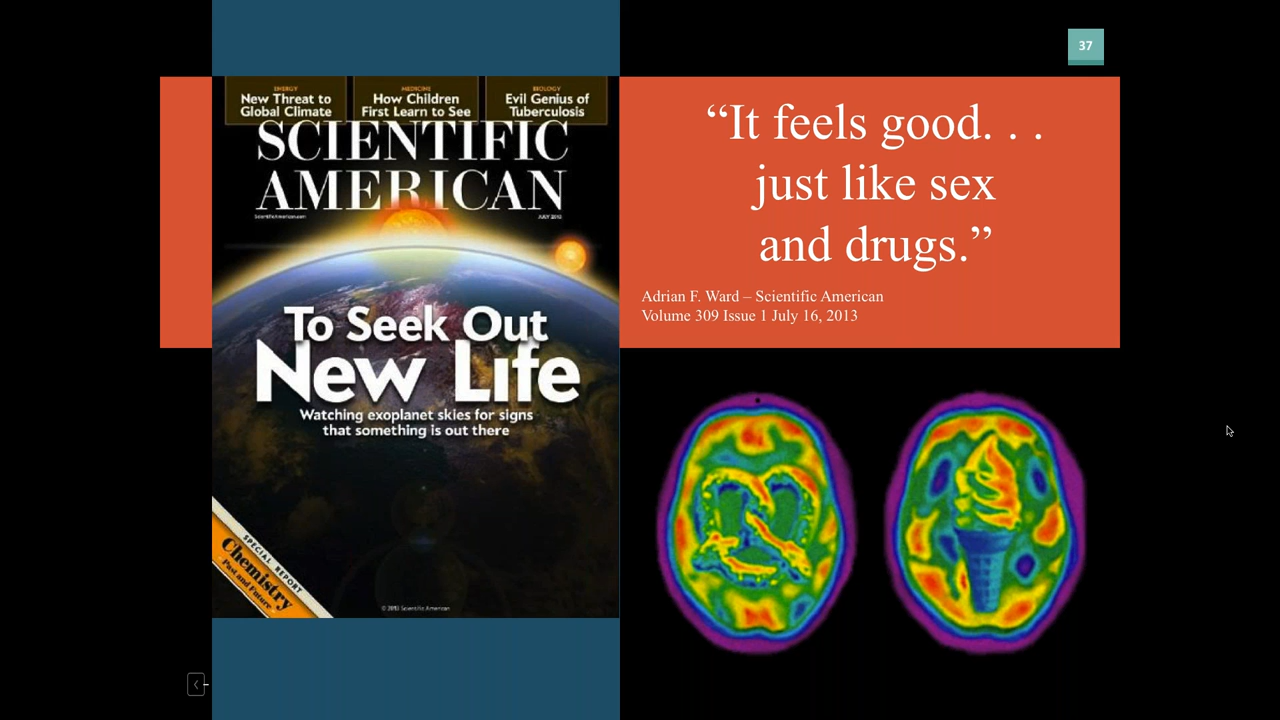 37
ENERGY
New Threat to
Global Climate
MEDICINE
How Children
First Learn to See
BIOLOGY
Evil Genius of
Tuberculosis
SCIENTIFIC
AMERICAN
ScientificAmerican.com
JULY 2013
To Seek Out
New Life
Watching exoplanet skies for signs
that something is out there
SPECIAL REPORT
Chemistry
Past and Future
© 2013 Scientific American
“It feels good. . .
just like sex
and drugs.”
Adrian F. Ward – Scientific American
Volume 309 Issue 1 July 16, 2013